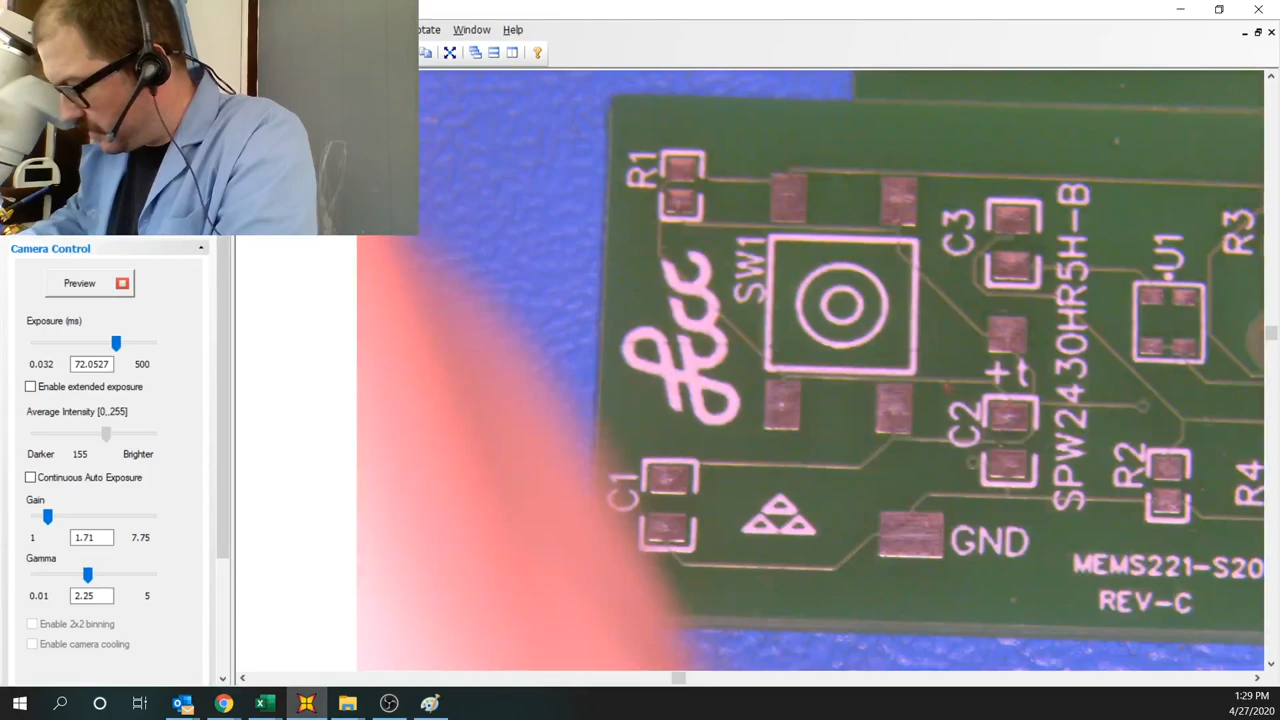 Window
Help
Camera Control
Preview
Exposure (ms)
0.032
72.0527
500
Enable extended exposure
Average Intensity [0,,255]
Darker
155
Brighter
Continuous Auto Exposure
Gain
1
1.71
7.75
Gamma
0.01
2.25
5
Enable 2x2 binning
Enable camera cooling
R1
SW1
C3
SPW2430HR5H-B
U1
R3
C2
C1
GND
R2
R4
MEMS221-S20
REV-C
1:29 PM
4/27/2020